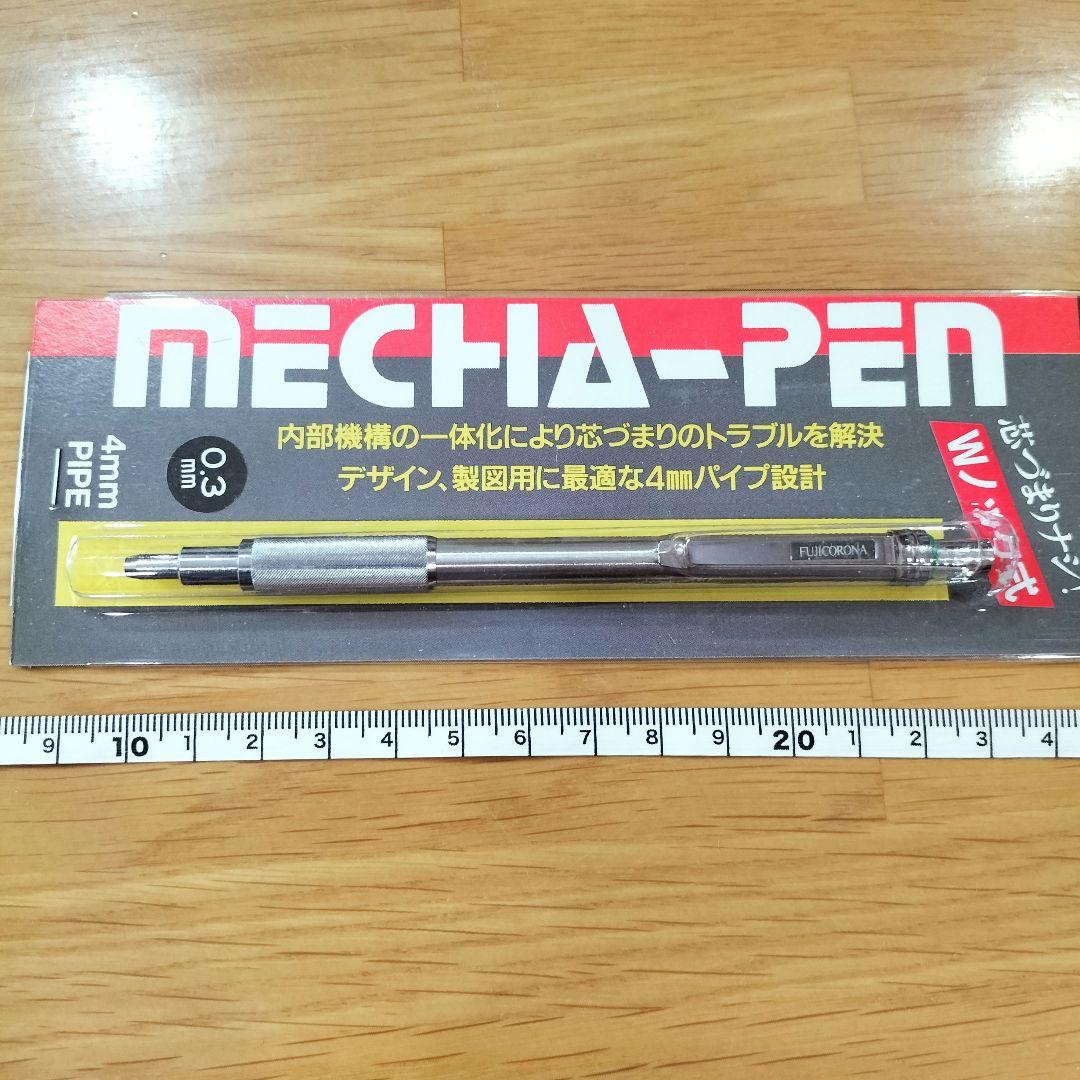 MECHA-PEN
内部機構の一体化により芯づまりのトラブルを解決
デザイン、製図用に最適な4㎜パイプ設計
4mm
PIPE
0.3
mm
芯づまりナシ!
Wノック式
FUJICORONA
9 10 1 2 3 4 5 6 7 8 9 20 1 2 3 4